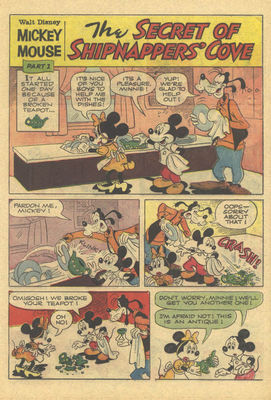 Walt Disney
MICKEY
MOUSE
The SECRET OF
SHIPNAPPERS' COVE
PART 1
IT ALL
STARTED
ONE DAY
BECAUSE
OF A
BROKEN
TEAPOT...
IT'S NICE OF
YOU BOYS TO
HELP ME WITH
THE DISHES!
IT'S A
PLEASURE,
MINNIE!
YUP!
WE'RE
GLAD TO
HELP
OUT!
PARDON ME,
MICKEY!
OOPS--
SORRY
ABOUT
THAT!
CRASH!
OMIGOSH! WE BROKE
YOUR TEAPOT!
OH
NO!
DON'T WORRY, MINNIE! WE'LL
GET YOU ANOTHER ONE!
I'M AFRAID NOT! THIS
IS AN ANTIQUE!